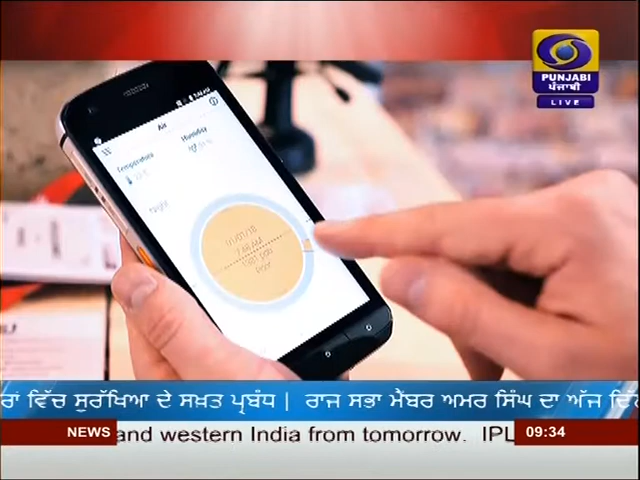 PUNJABI
ਪੰਜਾਬੀ
LIVE
Air
Temperature
Humidity
Night
ਰਾਂ ਵਿੱਚ ਸੁਰੱਖਿਆ ਦੇ ਸਖ਼ਤ ਪ੍ਰਬੰਧ | ਰਾਜ ਸਭਾ ਮੈਂਬਰ ਅਮਰ ਸਿੰਘ ਦਾ ਅੱਜ
NEWS and western India from tomorrow. IPL 09:34